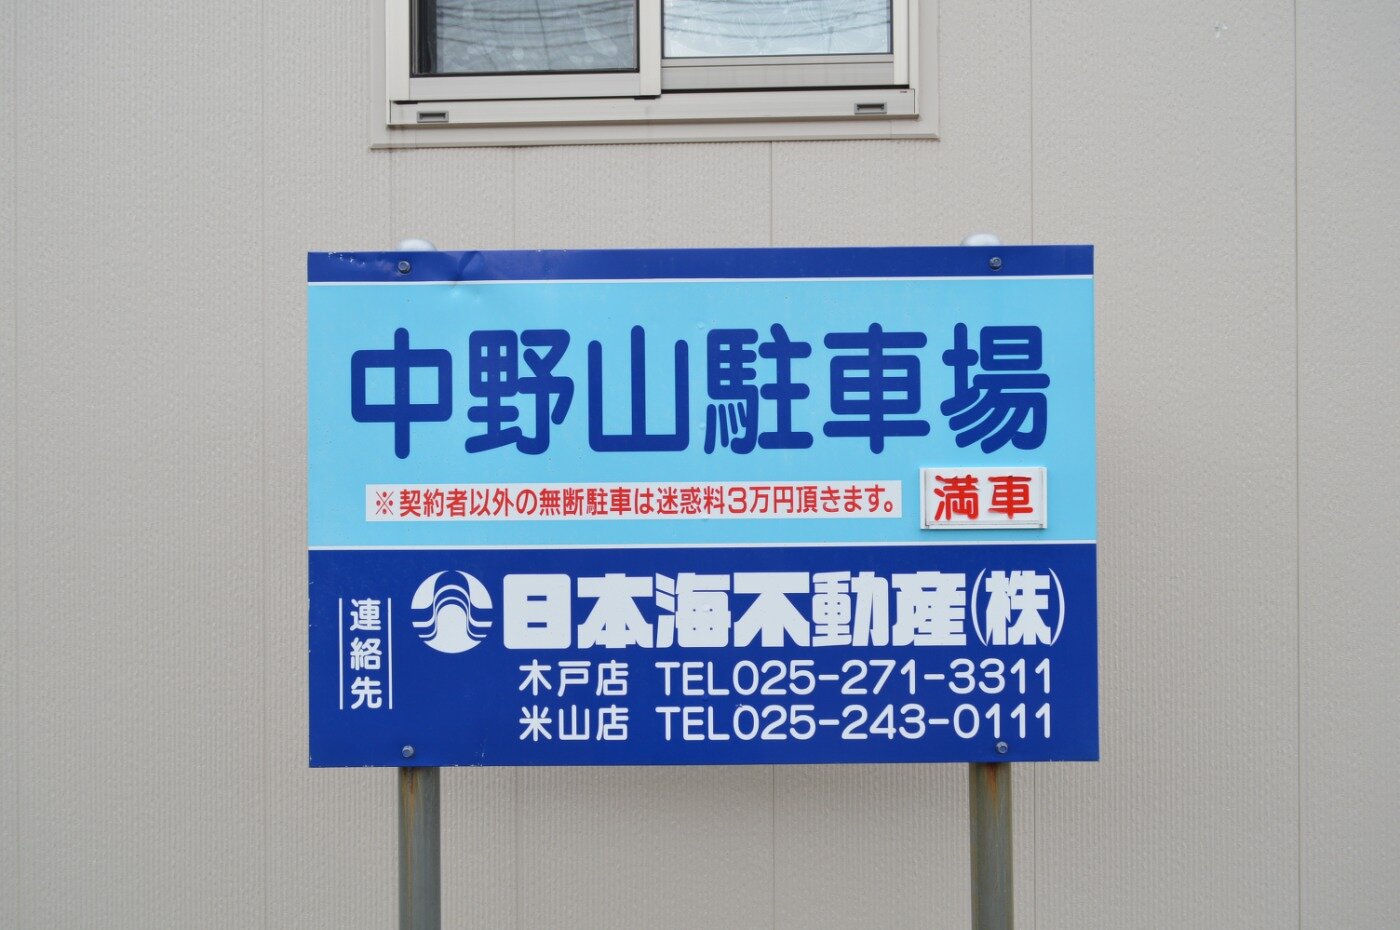 中野山駐車場
※契約者以外の無断駐車は迷惑料3万円頂きます。
満車
連絡先
日本海不動産(株)
木戸店 TEL025-271-3311
米山店 TEL025-243-0111